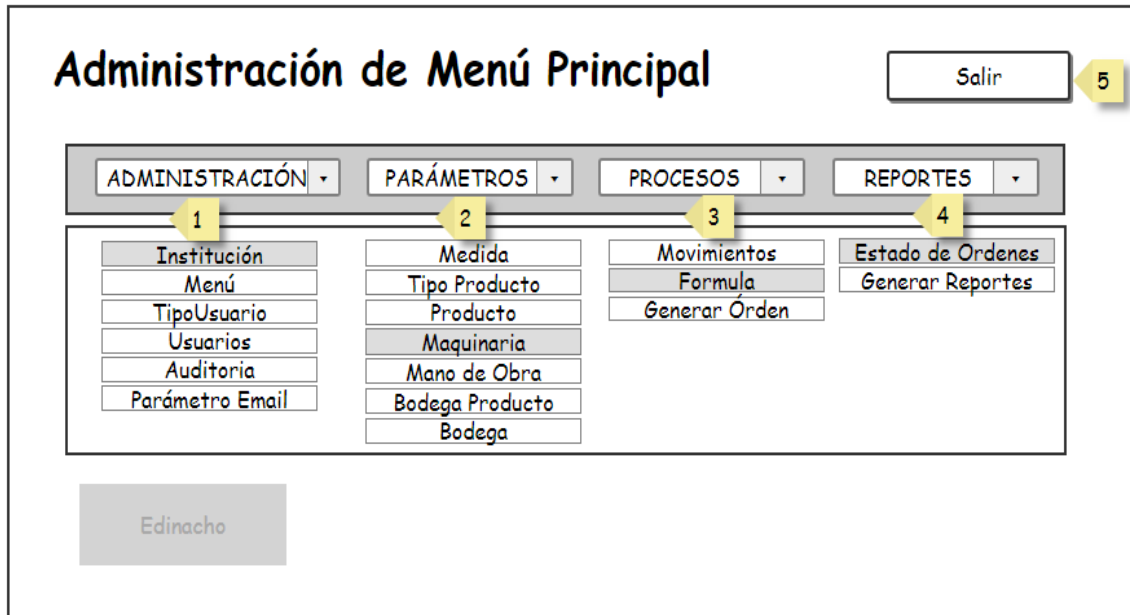 Administración de Menú Principal
Salir
5
ADMINISTRACIÓN
PARÁMETROS
PROCESOS
REPORTES
1
2
3
4
Institución
Menú
TipoUsuario
Usuarios
Auditoria
Parámetro Email
Medida
Tipo Producto
Producto
Maquinaria
Mano de Obra
Bodega Producto
Bodega
Movimientos
Formula
Generar Órden
Estado de Ordenes
Generar Reportes
Edinacho